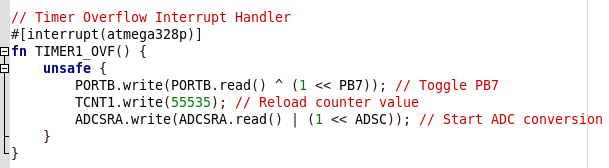 // Timer Overflow Interrupt Handler
#[interrupt(atmega328p)]
fn TIMER1_OVF() {
    unsafe {
        PORTB.write(PORTB.read() ^ (1 << PB7)); // Toggle PB7
        TCNT1.write(55535); // Reload counter value
        ADCSRA.write(ADCSRA.read() | (1 << ADSC)); // Start ADC conversion
    }
}